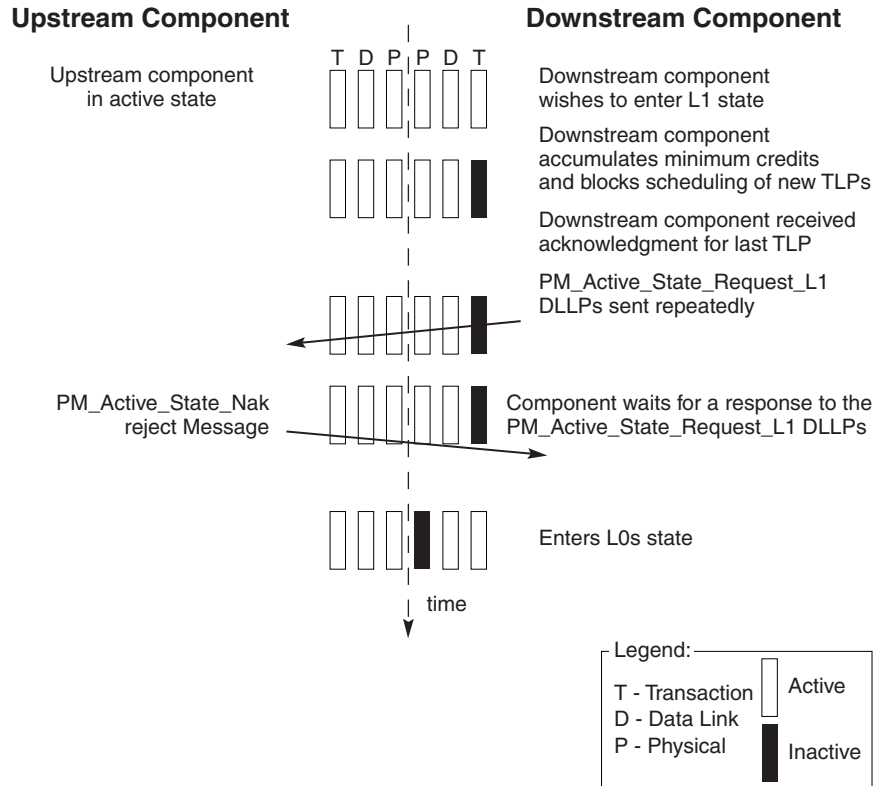 Upstream Component
Downstream Component
T D P P D T
Upstream component
in active state
Downstream component
wishes to enter L1 state
Downstream component
accumulates minimum credits
and blocks scheduling of new TLPs
Downstream component received
acknowledgment for last TLP
PM_Active_State_Request_L1
DLLPs sent repeatedly
PM_Active_State_Nak
reject Message
Component waits for a response to the
PM_Active_State_Request_L1 DLLPs
Enters L0s state
time
Legend:
T - Transaction
D - Data Link
P - Physical
Active
Inactive